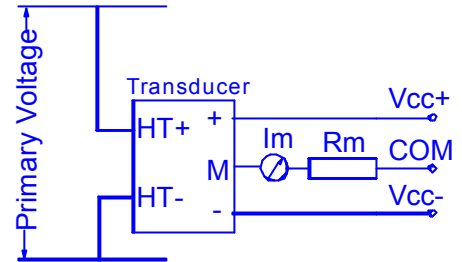 Primary Voltage
Transducer
HT+
+
M
HT-
-
Im
Rm
Vcc+
COM
Vcc-